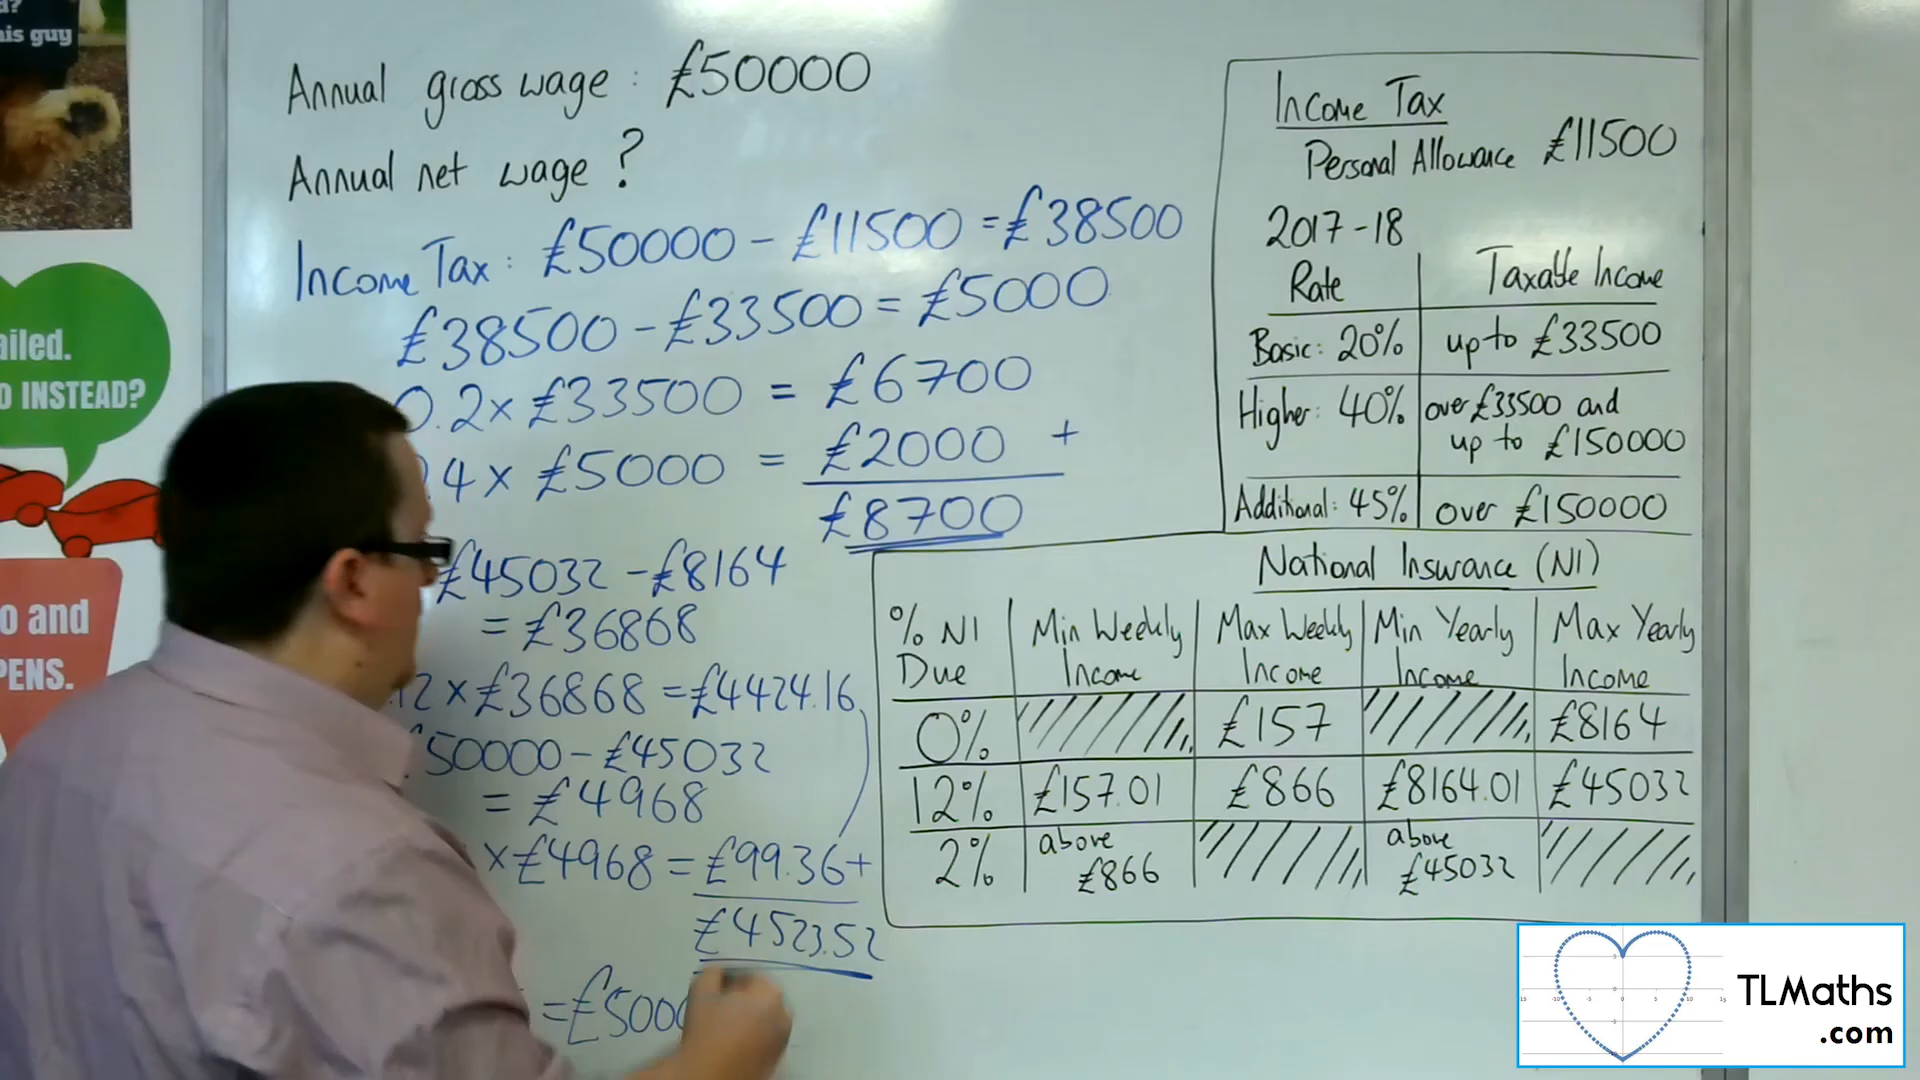 his guy
ailed.
O INSTEAD?
o and
PENS.
Annual gross wage: £50000
Annual net wage?
Income Tax: £50000 - £11500 = £38500
£38500 - £33500 = £5000
0.2 × £33500 = £6700
.4 × £5000 = £2000 +
£8700
£45032 - £8164
= £36868
.12 × £36868 = £4424.16
£50000 - £45032
= £4968
× £4968 = £99.36 +
£4523.52
= £5000
Income Tax
Personal Allowance £11500
2017-18
Rate Taxable Income
Basic: 20% up to £33500
Higher: 40% over £33500 and
up to £150000
Additional: 45% over £150000
National Insurance (NI)
% NI Due Min Weekly Income Max Weekly Income Min Yearly Income Max Yearly Income
0% £157 £8164
12% £157.01 £866 £8164.01 £45032
2% above £866 above £45032
TLMaths
.com